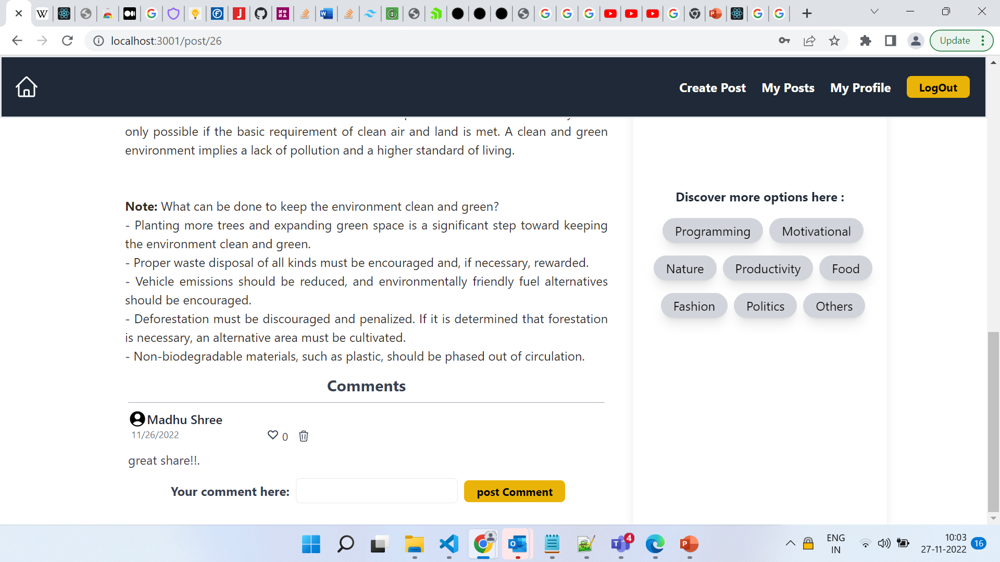 W
W
localhost:3001/post/26
Update
Create Post My Posts My Profile LogOut
only possible if the basic requirement of clean air and land is met. A clean and green
environment implies a lack of pollution and a higher standard of living.
Note: What can be done to keep the environment clean and green?
- Planting more trees and expanding green space is a significant step toward keeping
the environment clean and green.
- Proper waste disposal of all kinds must be encouraged and, if necessary, rewarded.
- Vehicle emissions should be reduced, and environmentally friendly fuel alternatives
should be encouraged.
- Deforestation must be discouraged and penalized. If it is determined that forestation
is necessary, an alternative area must be cultivated.
- Non-biodegradable materials, such as plastic, should be phased out of circulation.
Discover more options here :
Programming Motivational
Nature Productivity Food
Fashion Politics Others
Comments
Madhu Shree
11/26/2022 0
great share!!.
Your comment here: post Comment
4
ENG
IN
10:03
27-11-2022
16